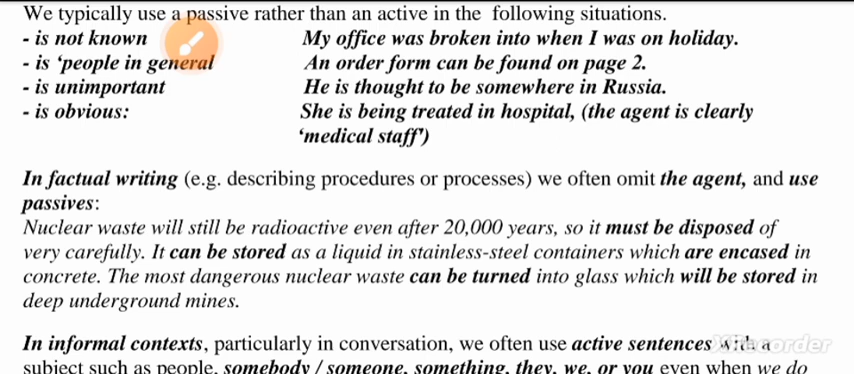 We typically use a passive rather than an active in the following situations.
- is not known My office was broken into when I was on holiday.
- is ‘people in general An order form can be found on page 2.
- is unimportant He is thought to be somewhere in Russia.
- is obvious: She is being treated in hospital, (the agent is clearly
‘medical staff’)
In factual writing (e.g. describing procedures or processes) we often omit the agent, and use
passives:
Nuclear waste will still be radioactive even after 20,000 years, so it must be disposed of
very carefully. It can be stored as a liquid in stainless-steel containers which are encased in
concrete. The most dangerous nuclear waste can be turned into glass which will be stored in
deep underground mines.
In informal contexts, particularly in conversation, we often use active sentences with a
subject such as people, somebody / someone, something, they, we, or you even when we do
XRecorder